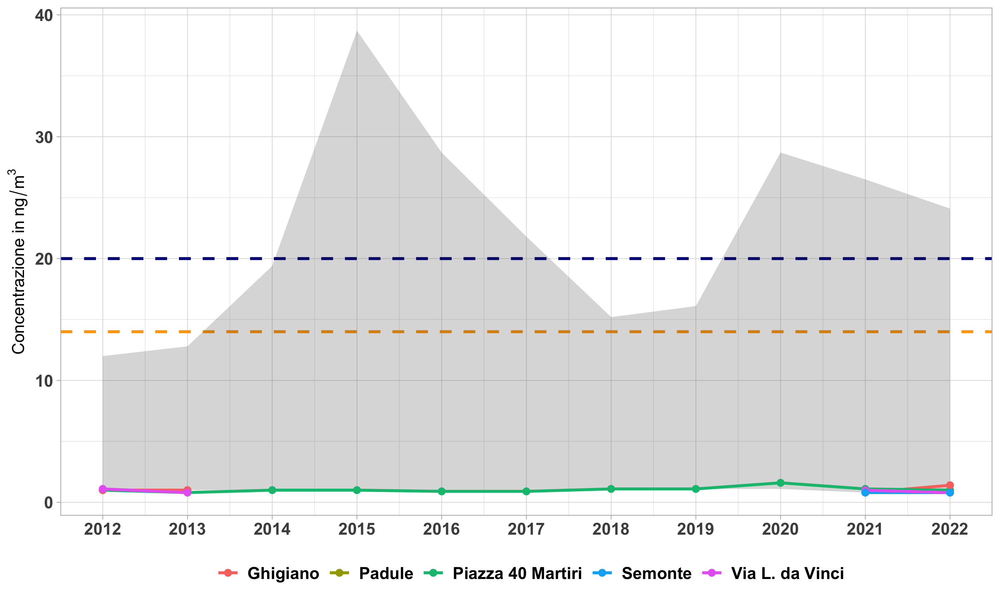 40
30
20
10
0
Concentrazione in ng/m³
2012 2013 2014 2015 2016 2017 2018 2019 2020 2021 2022
Ghigiano Padule Piazza 40 Martiri Semonte Via L. da Vinci